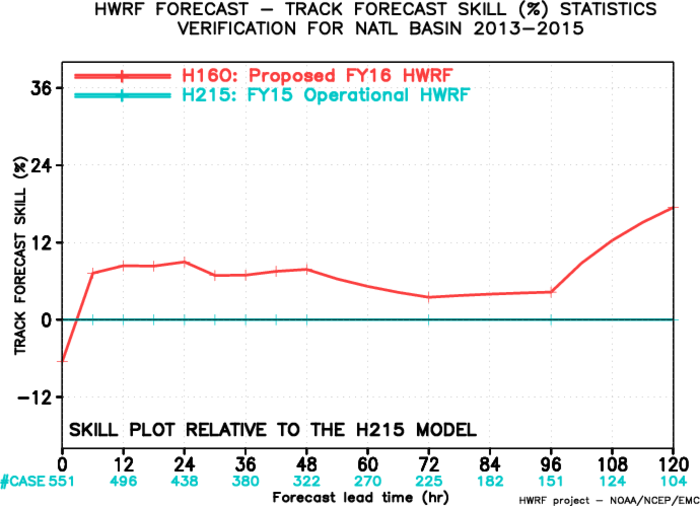 HWRF FORECAST – TRACK FORECAST SKILL (%) STATISTICS
VERIFICATION FOR NATL BASIN 2013–2015
H16O: Proposed FY16 HWRF
H215: FY15 Operational HWRF
TRACK FORECAST SKILL (%)
36
24
12
0
–12
SKILL PLOT RELATIVE TO THE H215 MODEL
0 12 24 36 48 60 72 84 96 108 120
#CASE 551 496 438 380 322 270 225 182 151 124 104
Forecast lead time (hr)
HWRF project – NOAA/NCEP/EMC